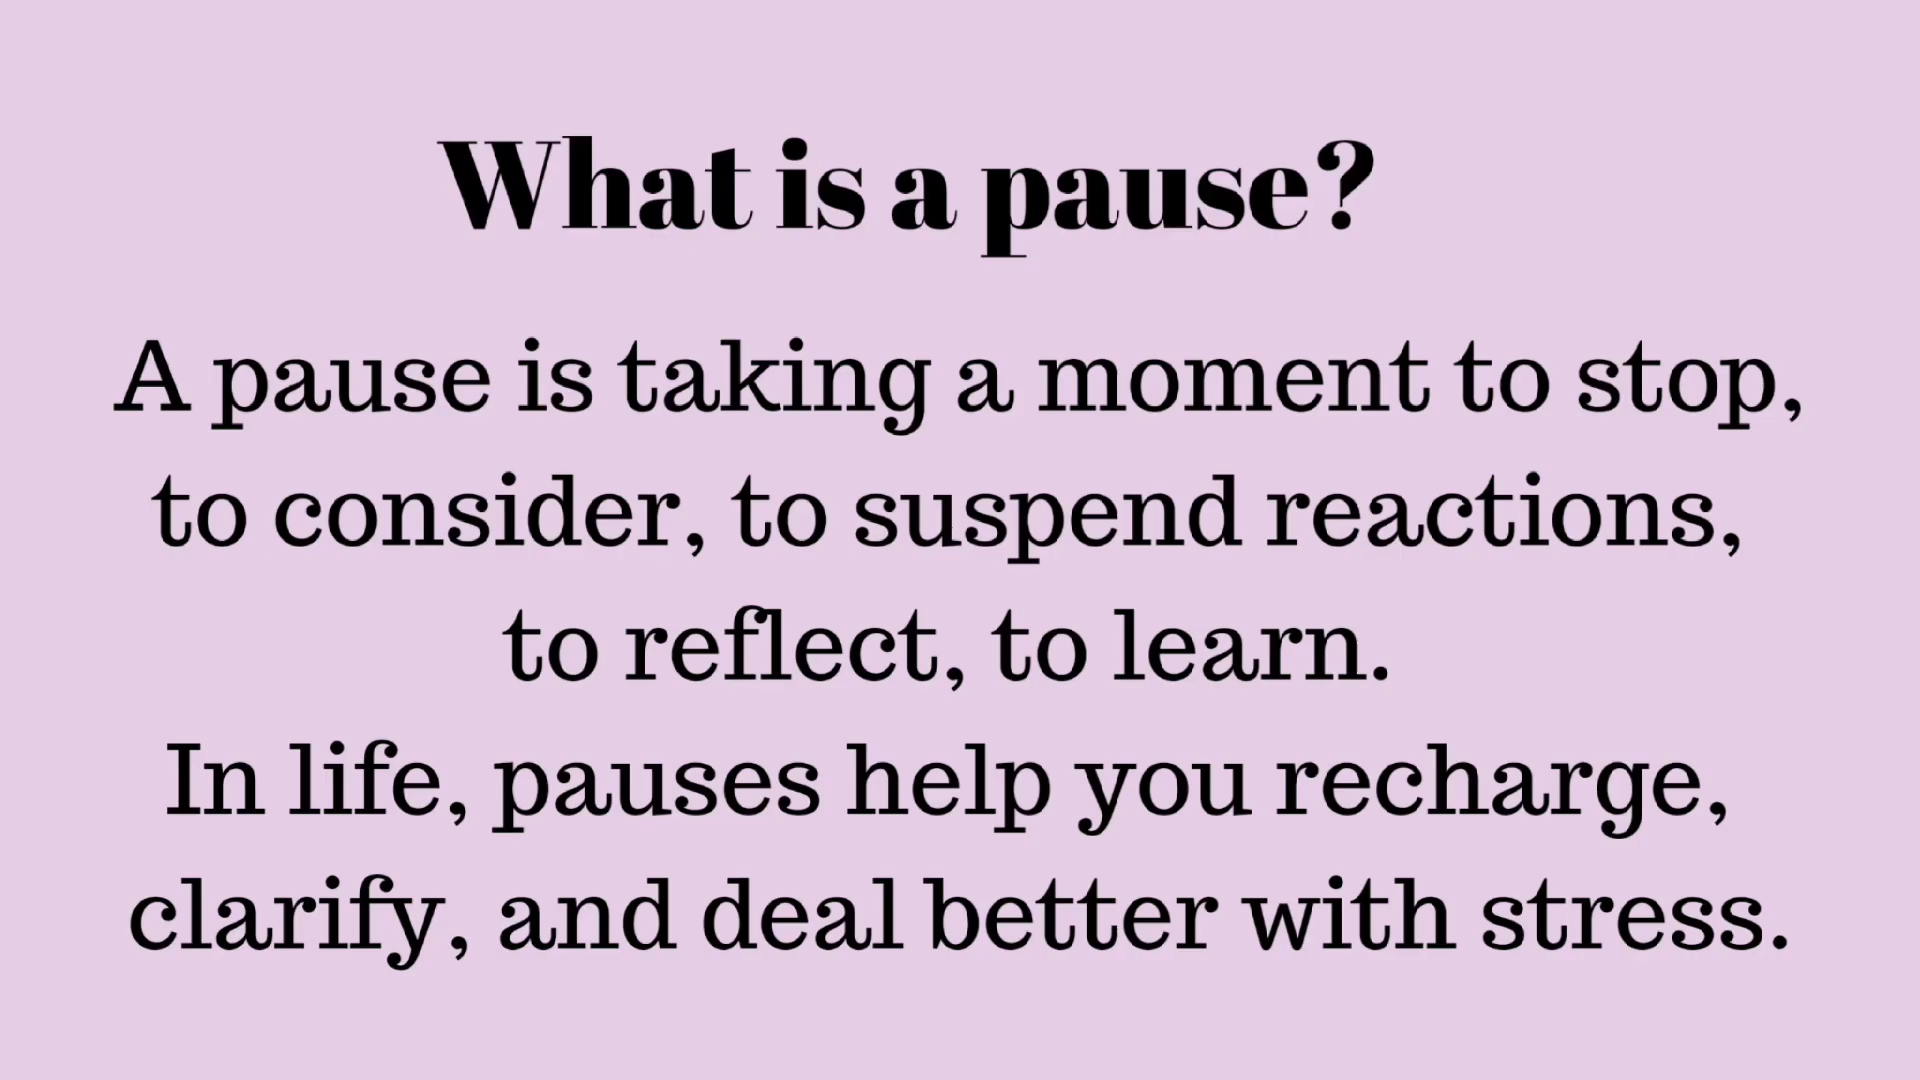 What is a pause?
A pause is taking a moment to stop,
to consider, to suspend reactions,
to reflect, to learn.
In life, pauses help you recharge,
clarify, and deal better with stress.